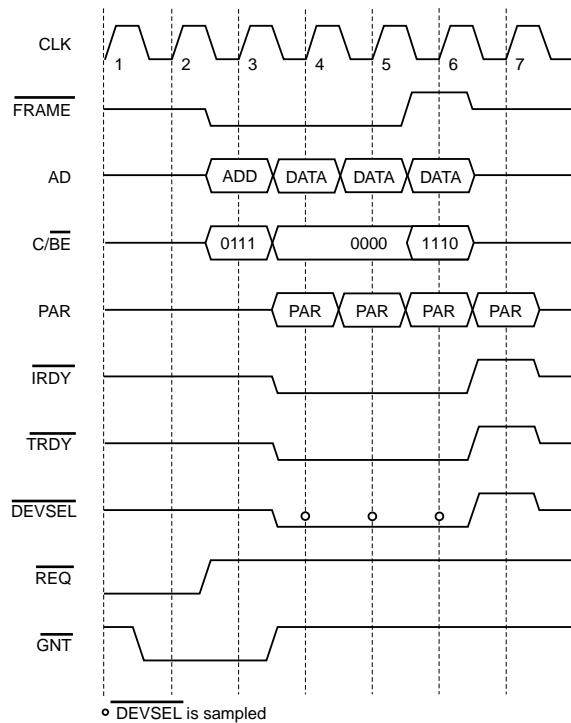 CLK
1 2 3 4 5 6 7
FRAME
AD ADD DATA DATA DATA
C/BE 0111 0000 1110
PAR PAR PAR PAR PAR
IRDY
TRDY
DEVSEL
REQ
GNT
DEVSEL is sampled